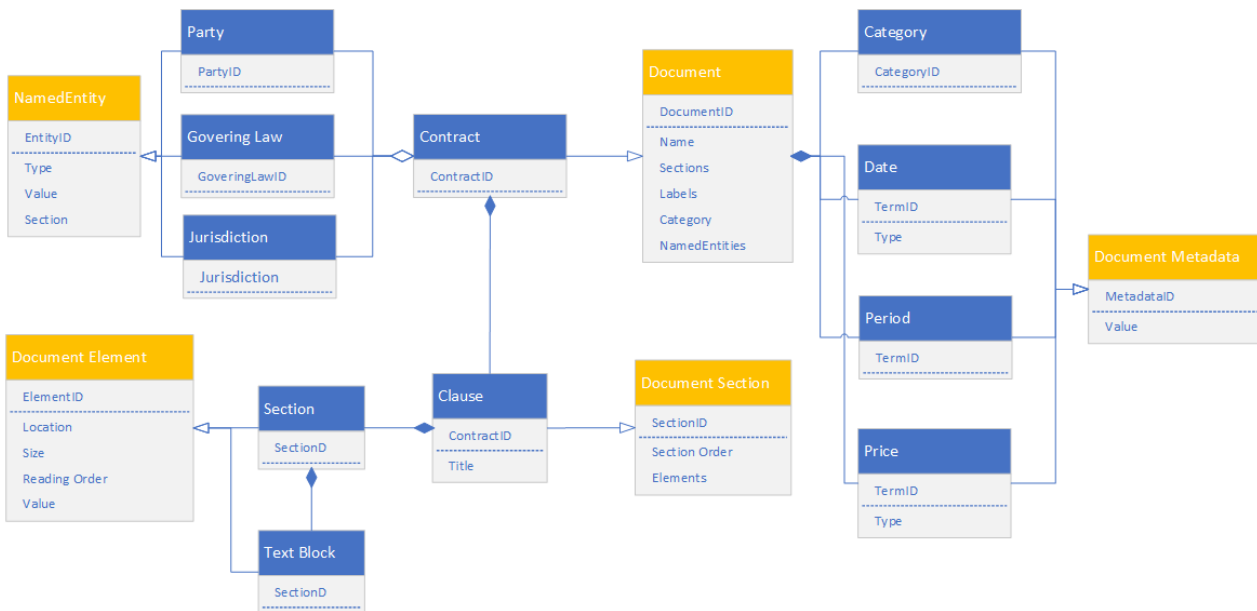 Party
PartyID
NamedEntity
EntityID
Type
Value
Section
Govering Law
GoveringLawID
Jurisdiction
Jurisdiction
Contract
ContractID
Document
DocumentID
Name
Sections
Labels
Category
NamedEntities
Category
CategoryID
Date
TermID
Type
Period
TermID
Price
TermID
Type
Document Metadata
MetadataID
Value
Document Element
ElementID
Location
Size
Reading Order
Value
Section
SectionD
Text Block
SectionD
Clause
ContractID
Title
Document Section
SectionID
Section Order
Elements